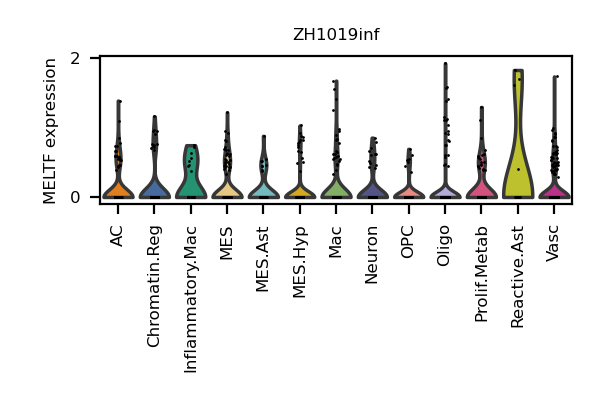 ZH1019inf
MELTF expression
2
0
AC
Chromatin.Reg
Inflammatory.Mac
MES
MES.Ast
MES.Hyp
Mac
Neuron
OPC
Oligo
Prolif.Metab
Reactive.Ast
Vasc